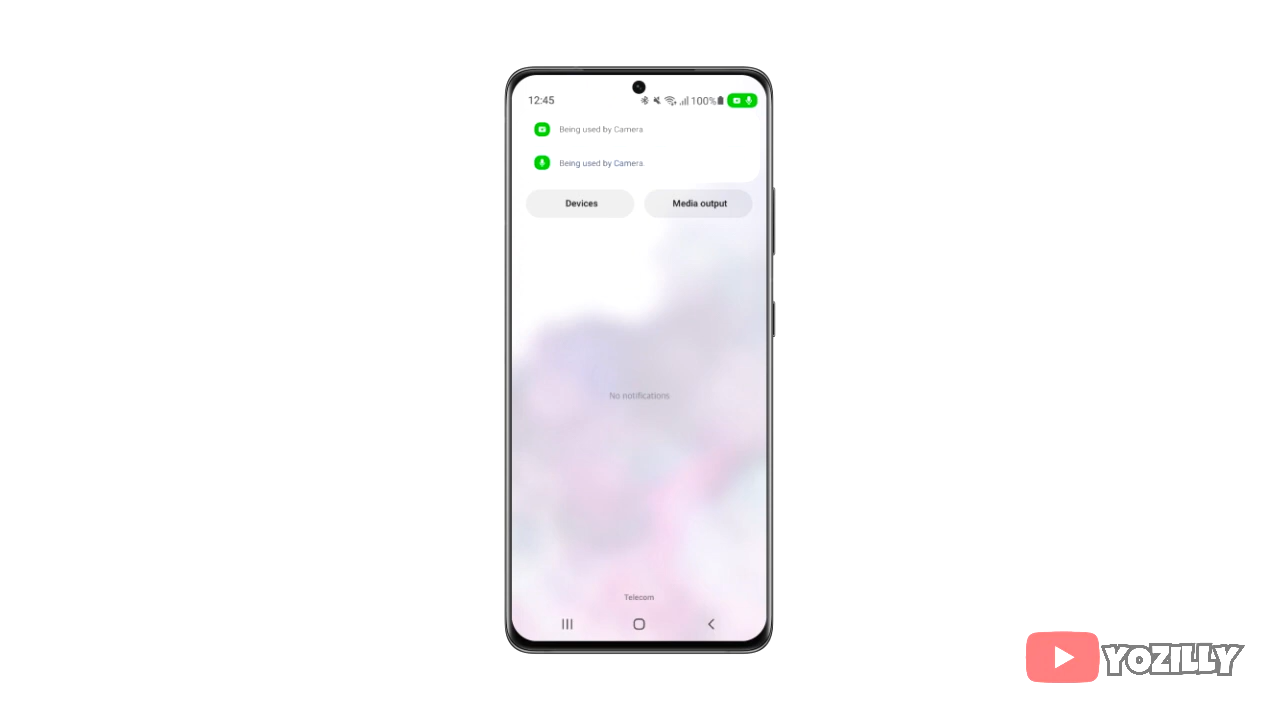 12:45
100%
Being used by Camera
Being used by Camera.
Devices
Media output
No notifications
Telecom
YOZILLY